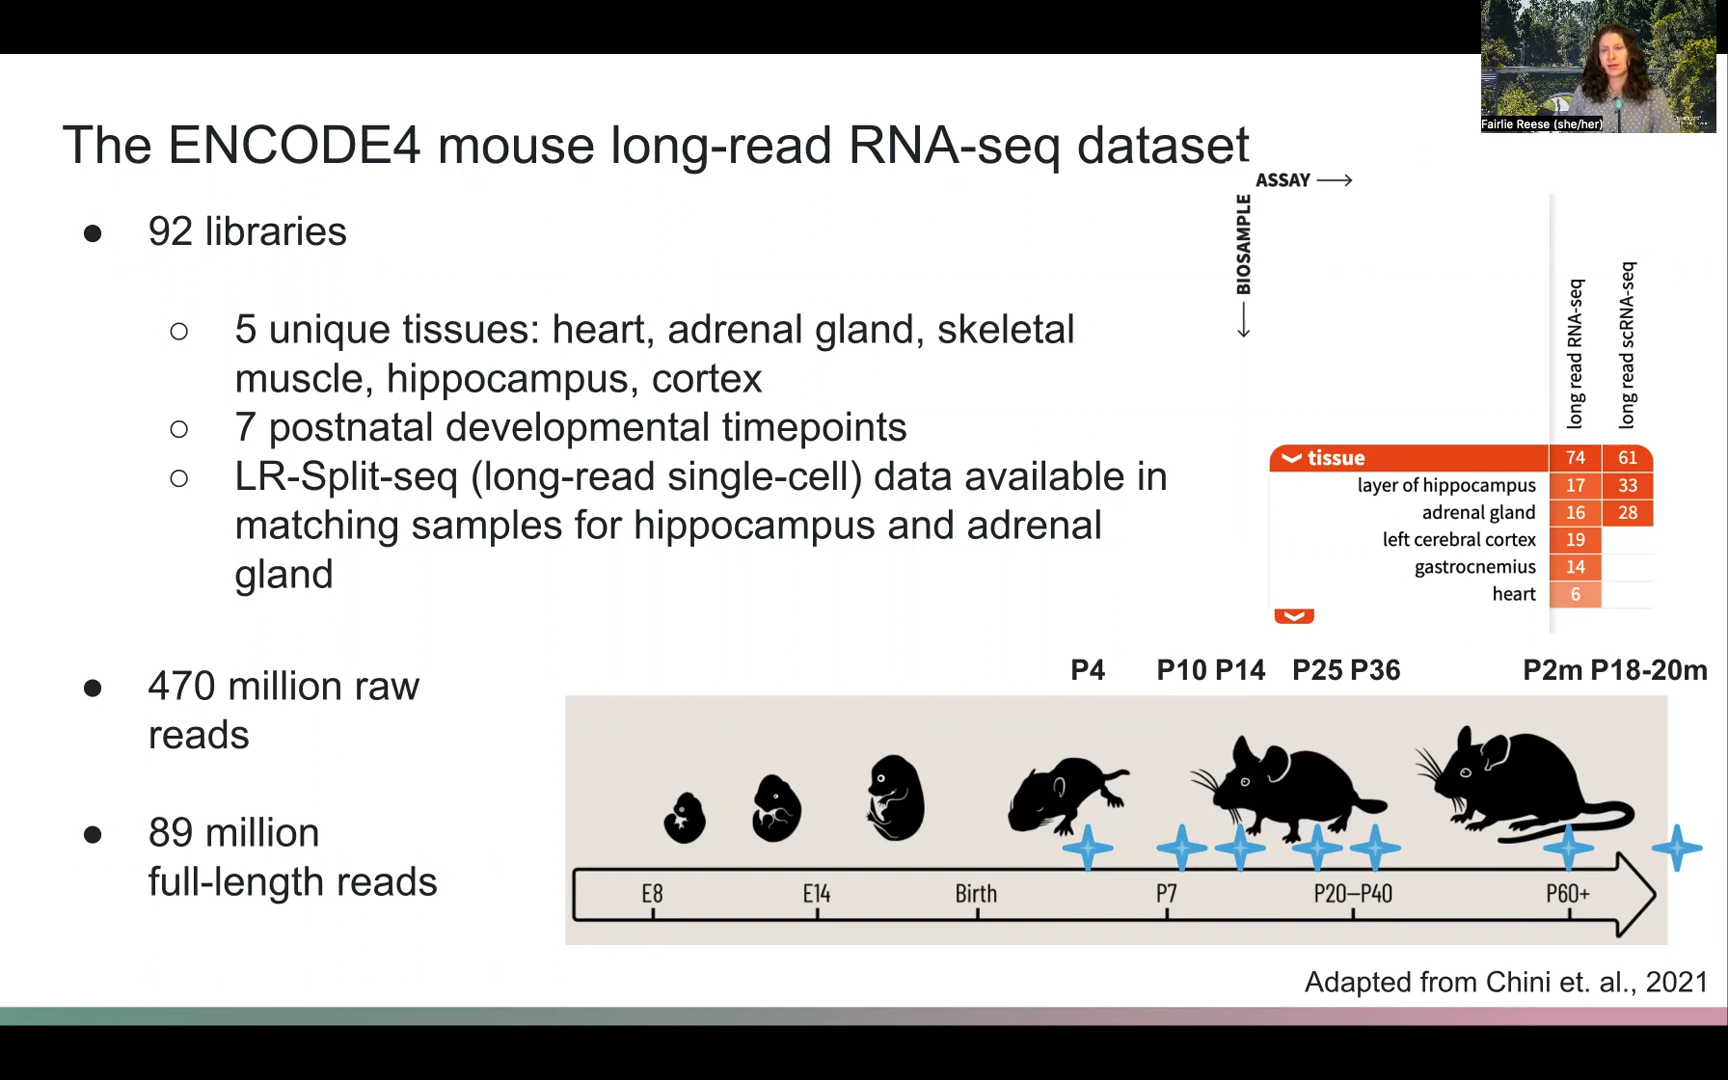 Fairlie Reese (she/her)
The ENCODE4 mouse long-read RNA-seq dataset
● 92 libraries
○ 5 unique tissues: heart, adrenal gland, skeletal
muscle, hippocampus, cortex
○ 7 postnatal developmental timepoints
○ LR-Split-seq (long-read single-cell) data available in
matching samples for hippocampus and adrenal
gland
● 470 million raw
reads
● 89 million
full-length reads
ASSAY →
BIOSAMPLE →
long read RNA-seq
long read scRNA-seq
tissue 74 61
layer of hippocampus 17 33
adrenal gland 16 28
left cerebral cortex 19
gastrocnemius 14
heart 6
P4 P10 P14 P25 P36 P2m P18-20m
E8 E14 Birth P7 P20–P40 P60+
Adapted from Chini et. al., 2021